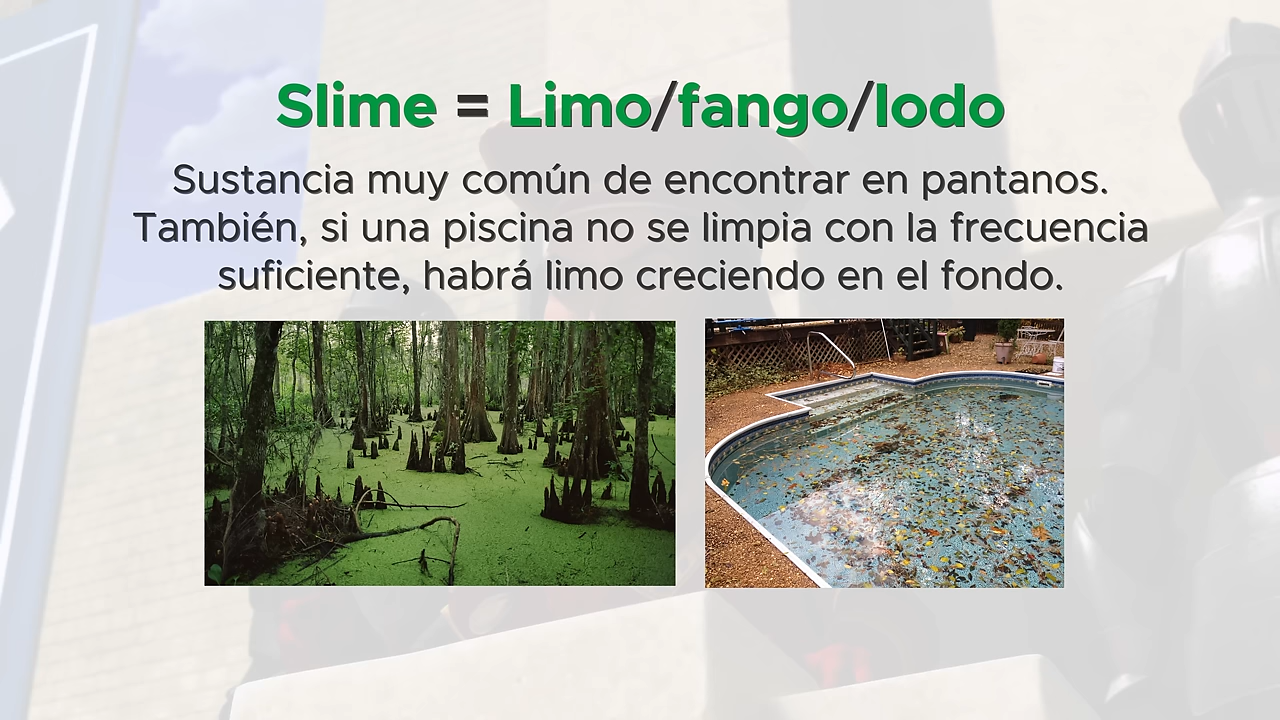 Slime = Limo/fango/lodo
Sustancia muy común de encontrar en pantanos.
También, si una piscina no se limpia con la frecuencia
suficiente, habrá limo creciendo en el fondo.